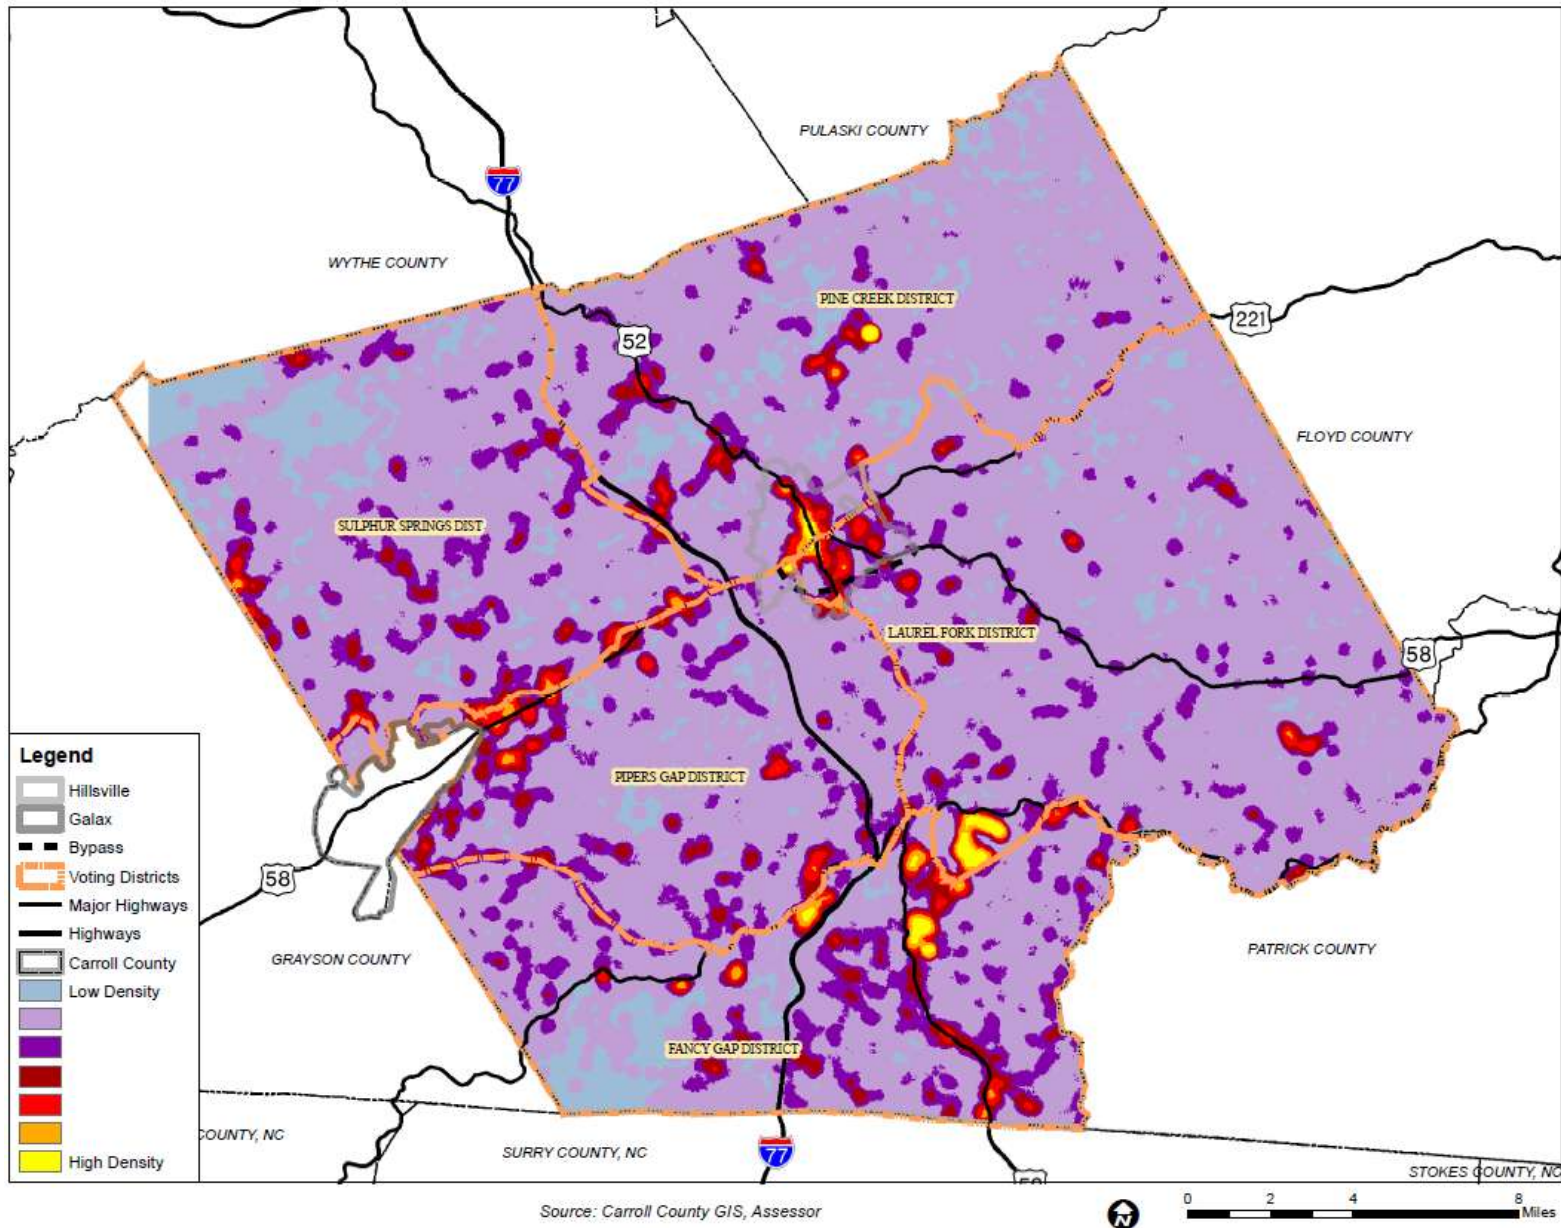 PULASKI COUNTY
77
WYTHE COUNTY
PINE CREEK DISTRICT
221
52
FLOYD COUNTY
SULPHUR SPRINGS DIST
LAUREL FORK DISTRICT
58
PIPERS GAP DISTRICT
58
GRAYSON COUNTY
PATRICK COUNTY
FANCY GAP DISTRICT
COUNTY, NC
SURRY COUNTY, NC
77
STOKES COUNTY, NC
Legend
Hillsville
Galax
Bypass
Voting Districts
Major Highways
Highways
Carroll County
Low Density
High Density
Source: Carroll County GIS, Assessor
N
0 2 4 8
Miles